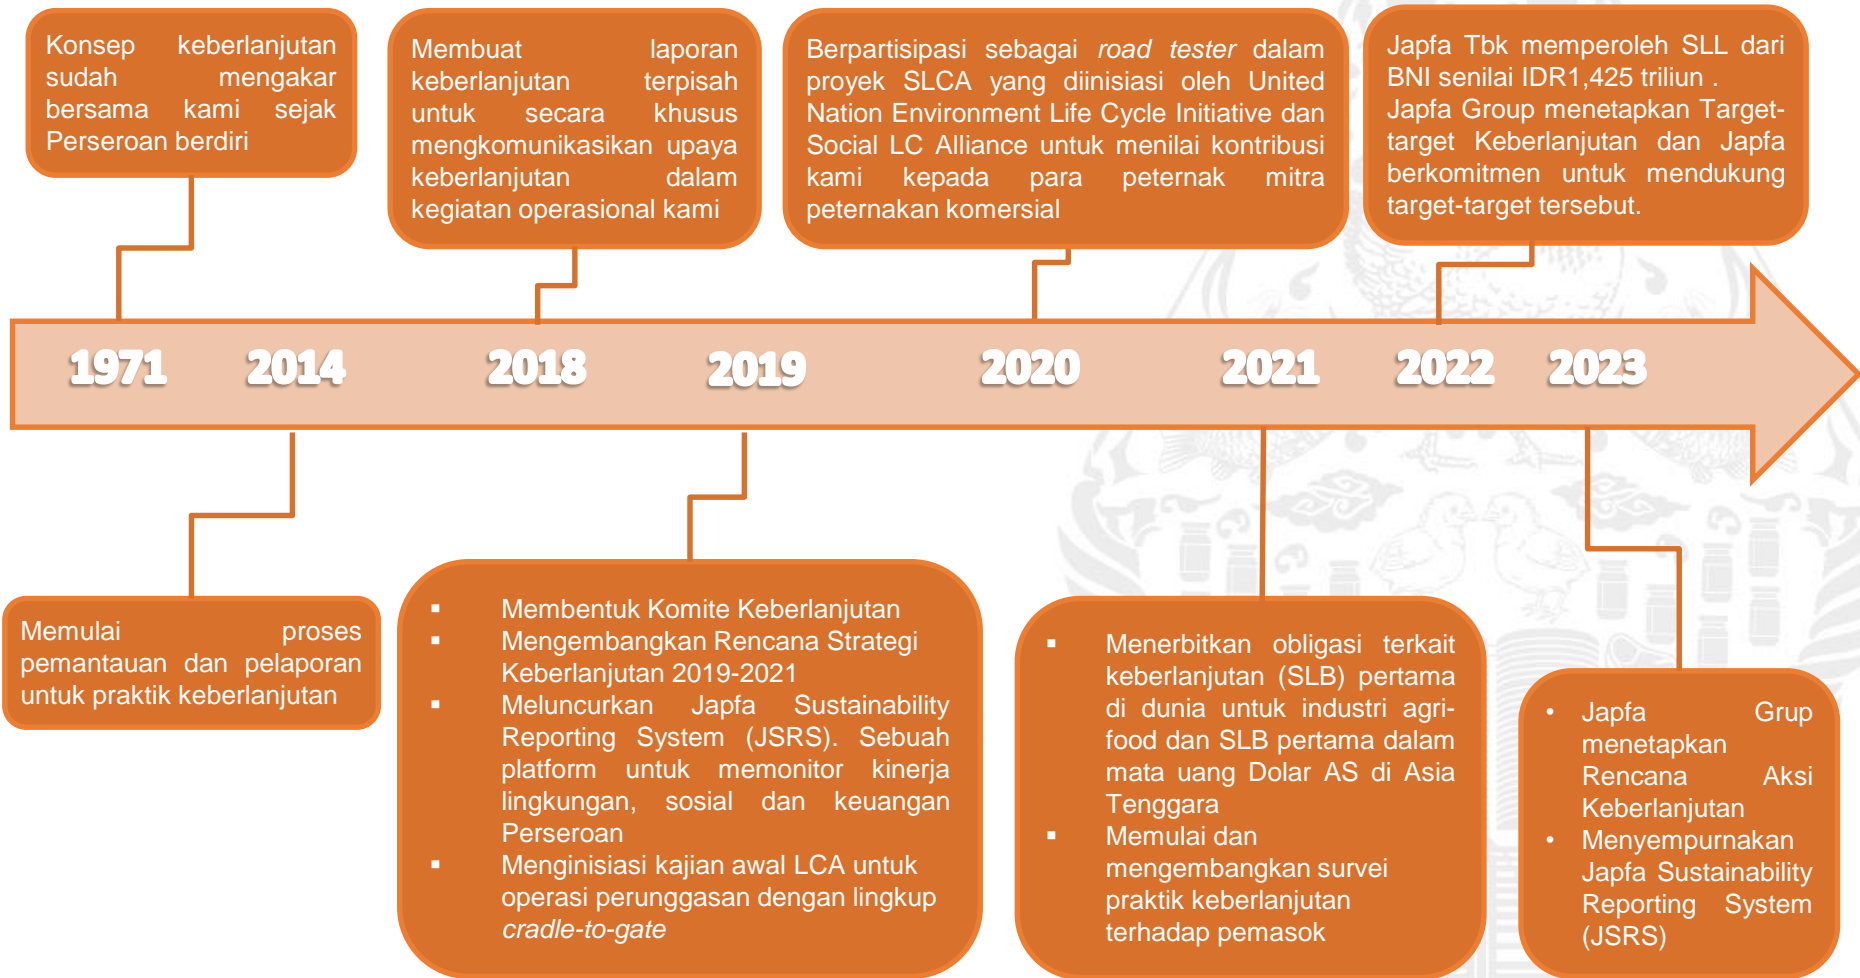 Konsep keberlanjutan
sudah mengakar
bersama kami sejak
Perseroan berdiri
Membuat laporan
keberlanjutan terpisah
untuk secara khusus
mengkomunikasikan upaya
keberlanjutan dalam
kegiatan operasional kami
Berpartisipasi sebagai road tester dalam
proyek SLCA yang diinisiasi oleh United
Nation Environment Life Cycle Initiative dan
Social LC Alliance untuk menilai kontribusi
kami kepada para peternak mitra
peternakan komersial
Japfa Tbk memperoleh SLL dari
BNI senilai IDR1,425 triliun .
Japfa Group menetapkan Target-
target Keberlanjutan dan Japfa
berkomitmen untuk mendukung
target-target tersebut.
1971 2014 2018 2019 2020 2021 2022 2023
Memulai proses
pemantauan dan pelaporan
untuk praktik keberlanjutan
▪ Membentuk Komite Keberlanjutan
▪ Mengembangkan Rencana Strategi
Keberlanjutan 2019-2021
▪ Meluncurkan Japfa Sustainability
Reporting System (JSRS). Sebuah
platform untuk memonitor kinerja
lingkungan, sosial dan keuangan
Perseroan
▪ Menginisiasi kajian awal LCA untuk
operasi perunggasan dengan lingkup
cradle-to-gate
▪ Menerbitkan obligasi terkait
keberlanjutan (SLB) pertama
di dunia untuk industri agri-
food dan SLB pertama dalam
mata uang Dolar AS di Asia
Tenggara
▪ Memulai dan
mengembangkan survei
praktik keberlanjutan
terhadap pemasok
• Japfa Grup
menetapkan
Rencana Aksi
Keberlanjutan
• Menyempurnakan
Japfa Sustainability
Reporting System
(JSRS)